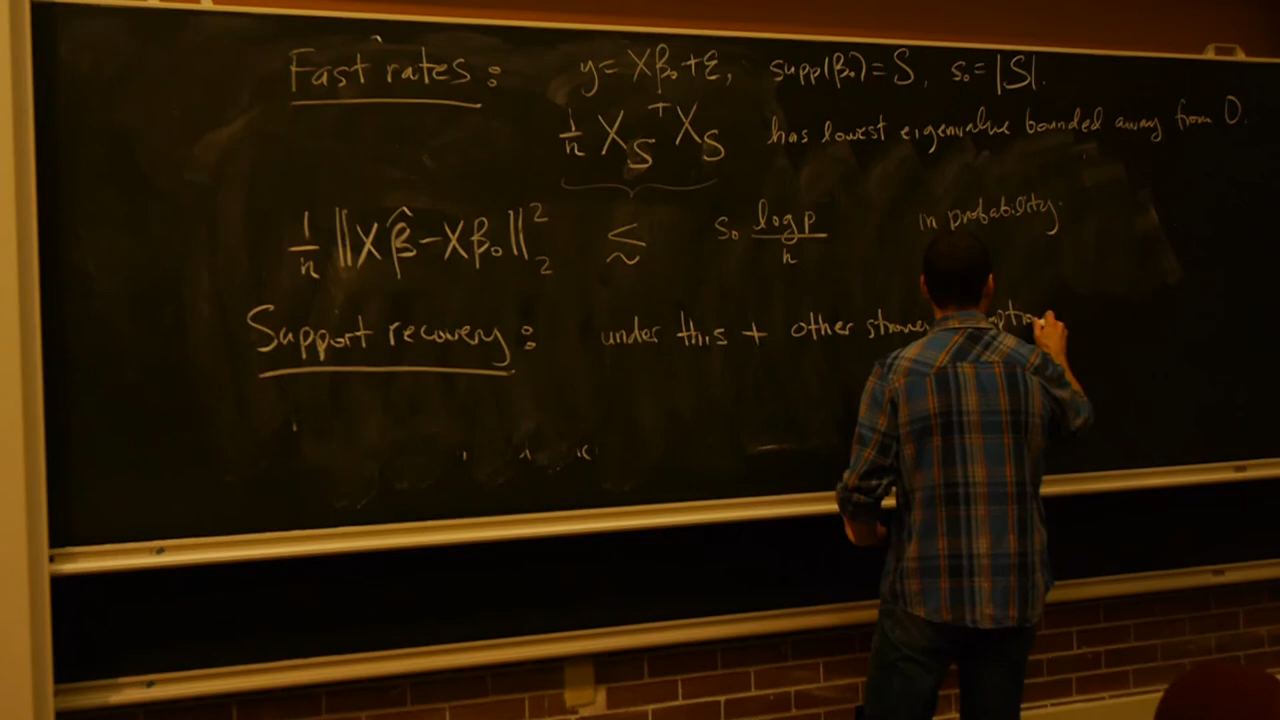 Fast rates: y = Xβ₀ + ε, supp(β₀) = S, s₀ = |S|.
1/n X_S^T X_S has lowest eigenvalue bounded away from 0.
1/n ‖Xβ̂ − Xβ₀‖₂² ≲ s₀ log p / n in probability.
Support recovery: under this + other